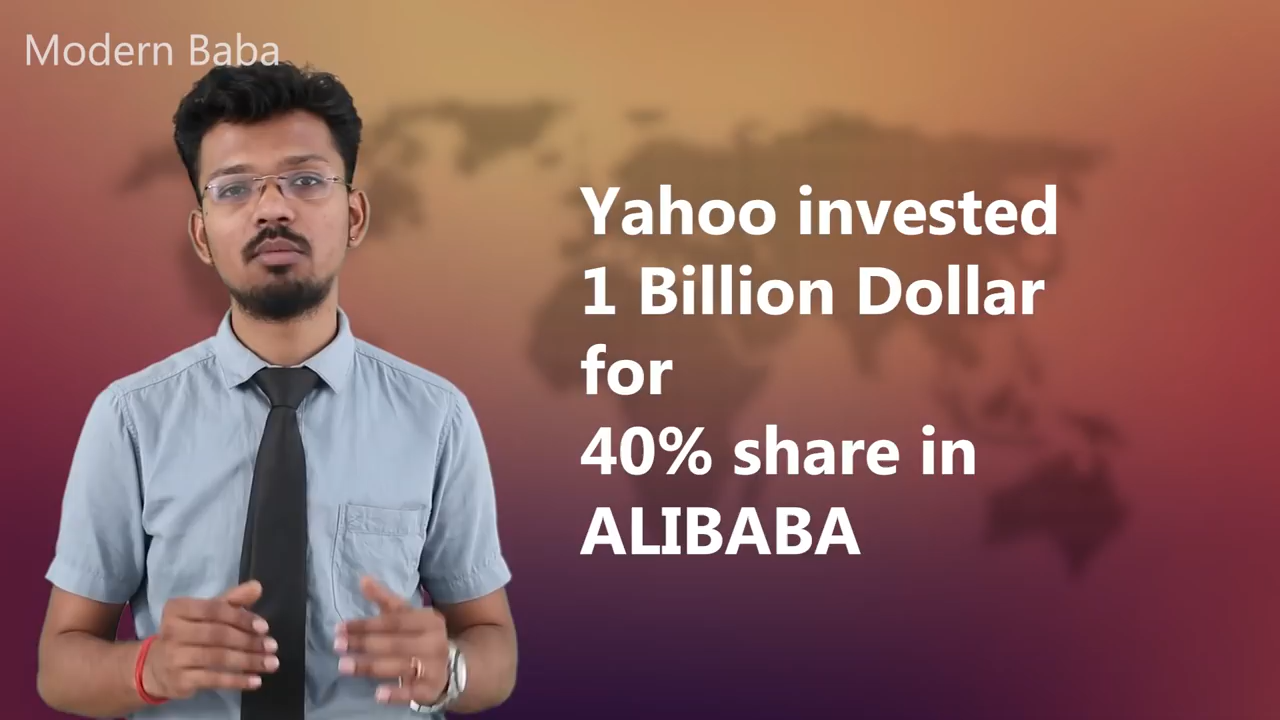 Modern Baba
Yahoo invested
1 Billion Dollar
for
40% share in
ALIBABA